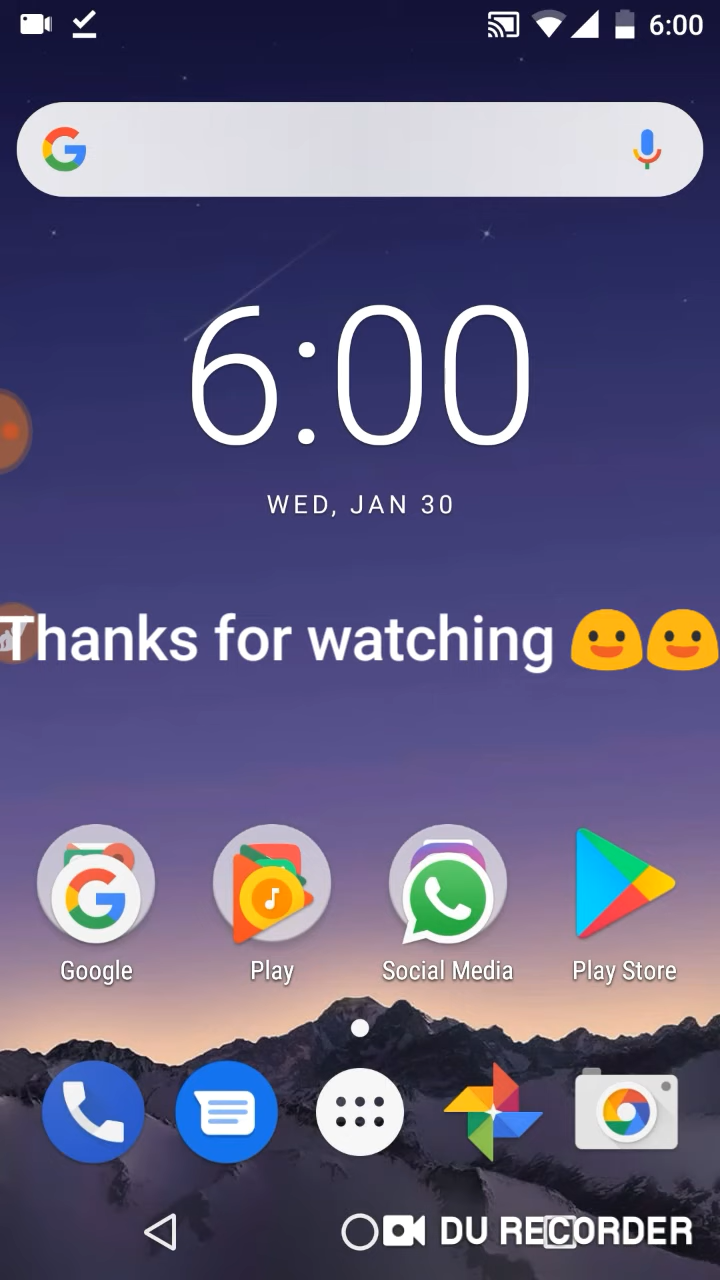 6:00
6:00
WED, JAN 30
Thanks for watching 😃😃
Google
Play
Social Media
Play Store
DU RECORDER